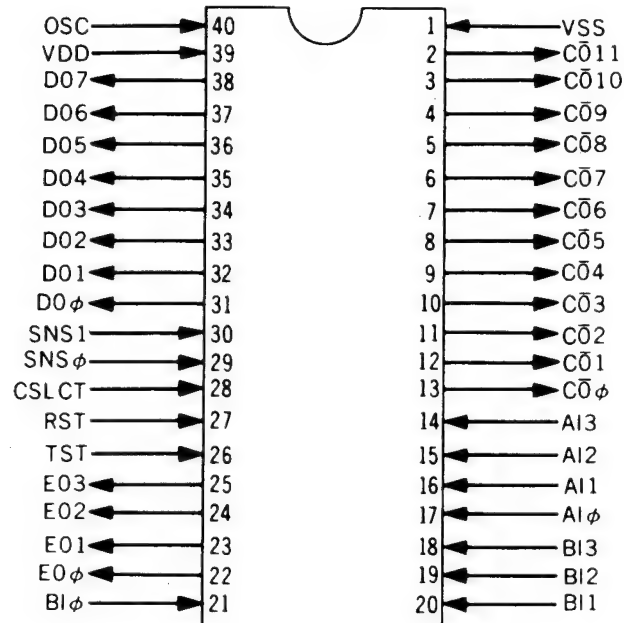 OSC 40 1 VSS
VDD 39 2 CŌ11
DO7 38 3 CŌ10
DO6 37 4 CŌ9
DO5 36 5 CŌ8
DO4 35 6 CŌ7
DO3 34 7 CŌ6
DO2 33 8 CŌ5
DO1 32 9 CŌ4
DOϕ 31 10 CŌ3
SNS1 30 11 CŌ2
SNSϕ 29 12 CŌ1
CSLCT 28 13 CŌϕ
RST 27 14 AI3
TST 26 15 AI2
EO3 25 16 AI1
EO2 24 17 AIϕ
EO1 23 18 BI3
EOϕ 22 19 BI2
BIϕ 21 20 BI1